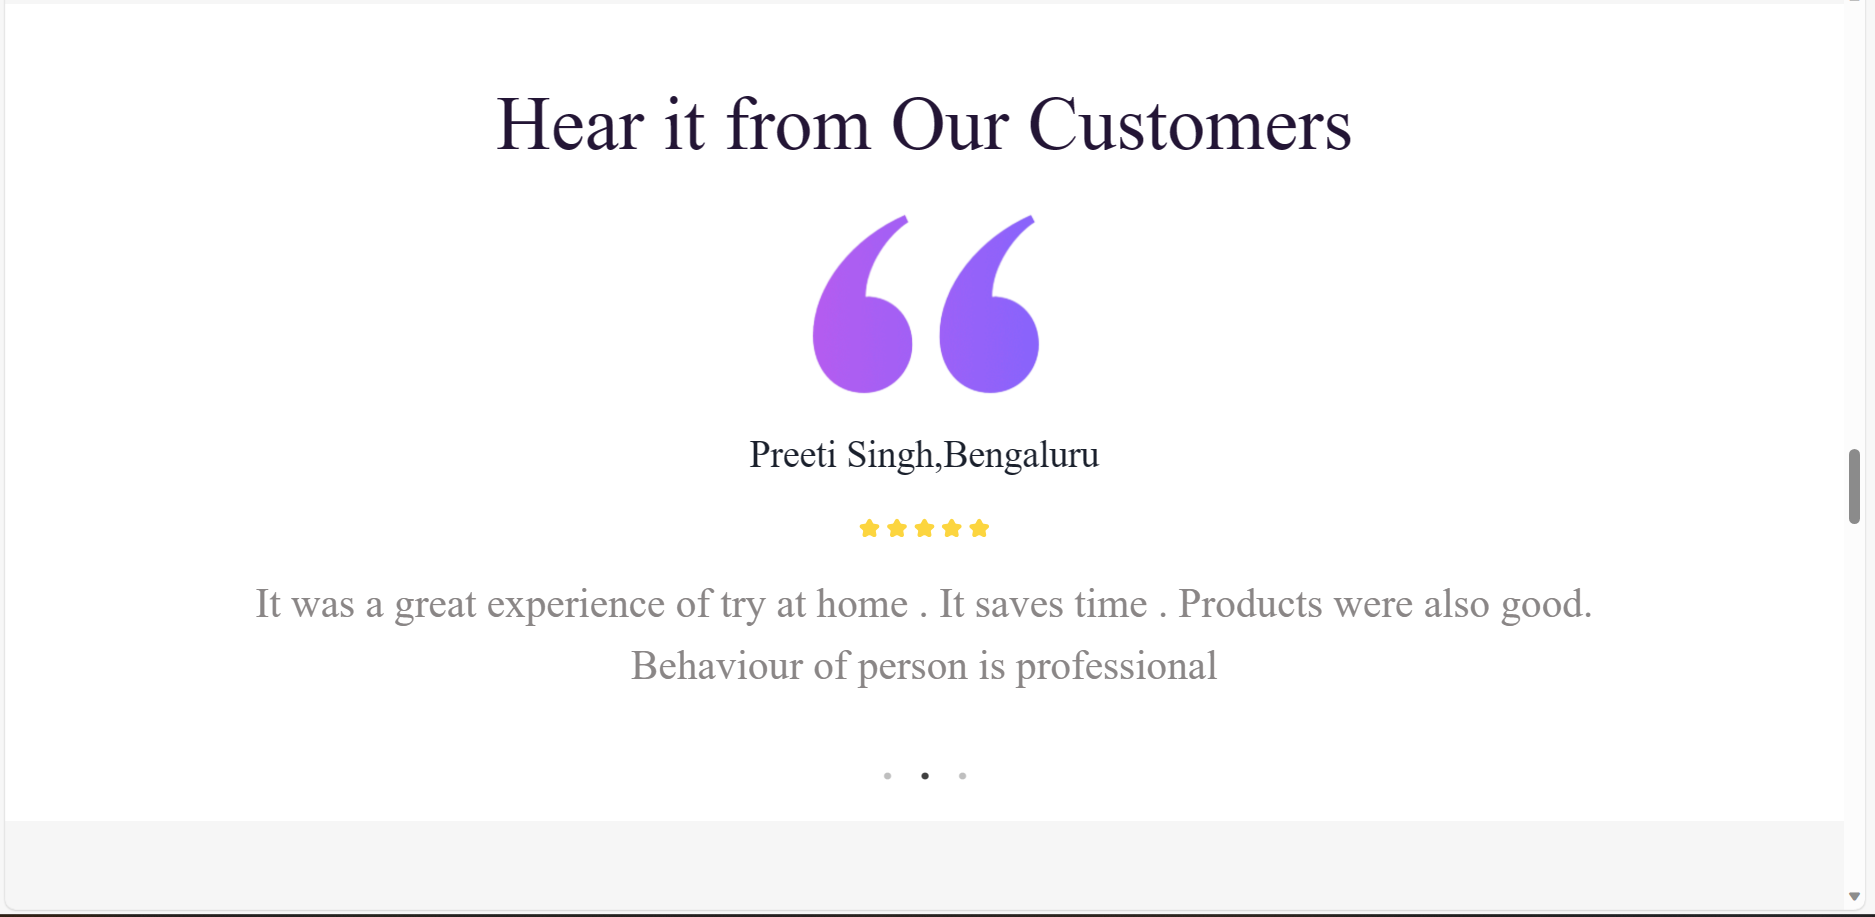 Hear it from Our Customers
Preeti Singh,Bengaluru
It was a great experience of try at home . It saves time . Products were also good.
Behaviour of person is professional